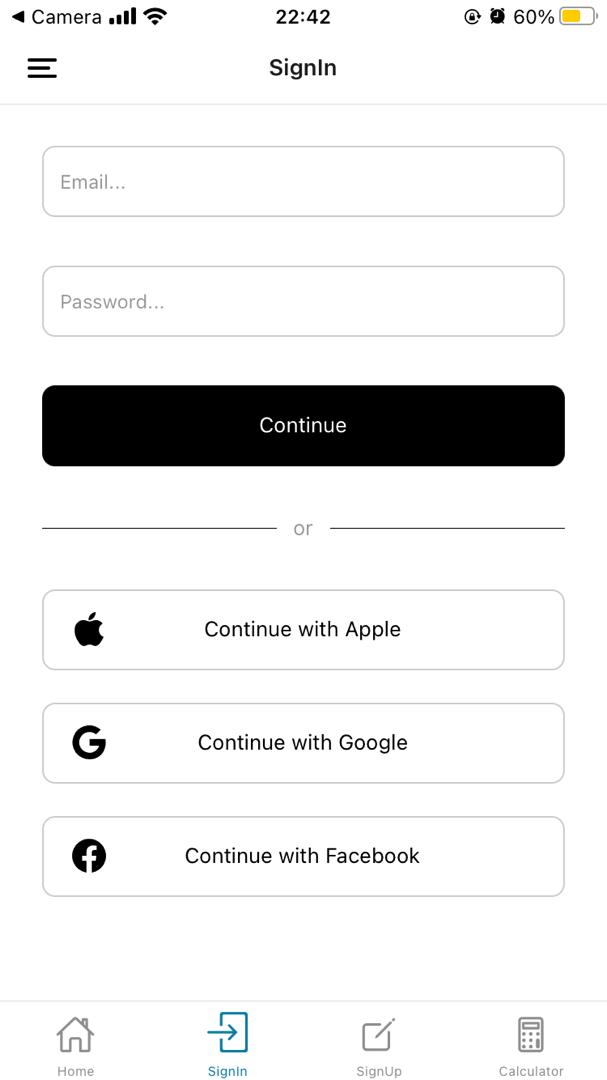 Camera 22:42 60%
SignIn
Email...
Password...
Continue
or
Continue with Apple
Continue with Google
Continue with Facebook
Home SignIn SignUp Calculator